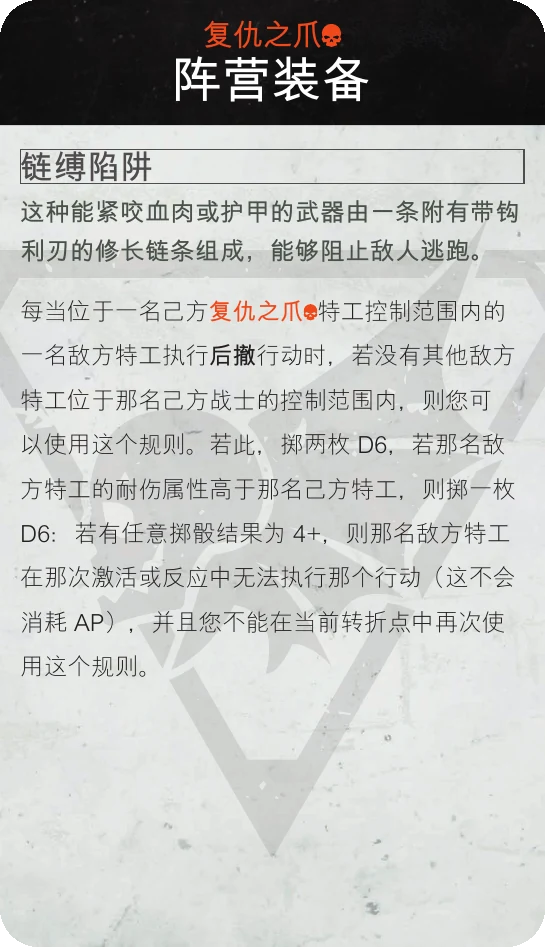 复仇之爪
阵营装备
链缚陷阱
这种能紧咬血肉或护甲的武器由一条附有带钩
利刃的修长链条组成，能够阻止敌人逃跑。
每当位于一名己方复仇之爪特工控制范围内的
一名敌方特工执行后撤行动时，若没有其他敌方
特工位于那名己方战士的控制范围内，则您可
以使用这个规则。若此，掷两枚 D6，若那名敌
方特工的耐伤属性高于那名己方特工，则掷一枚
D6：若有任意掷骰结果为 4+，则那名敌方特工
在那次激活或反应中无法执行那个行动（这不会
消耗 AP），并且您不能在当前转折点中再次使
用这个规则。